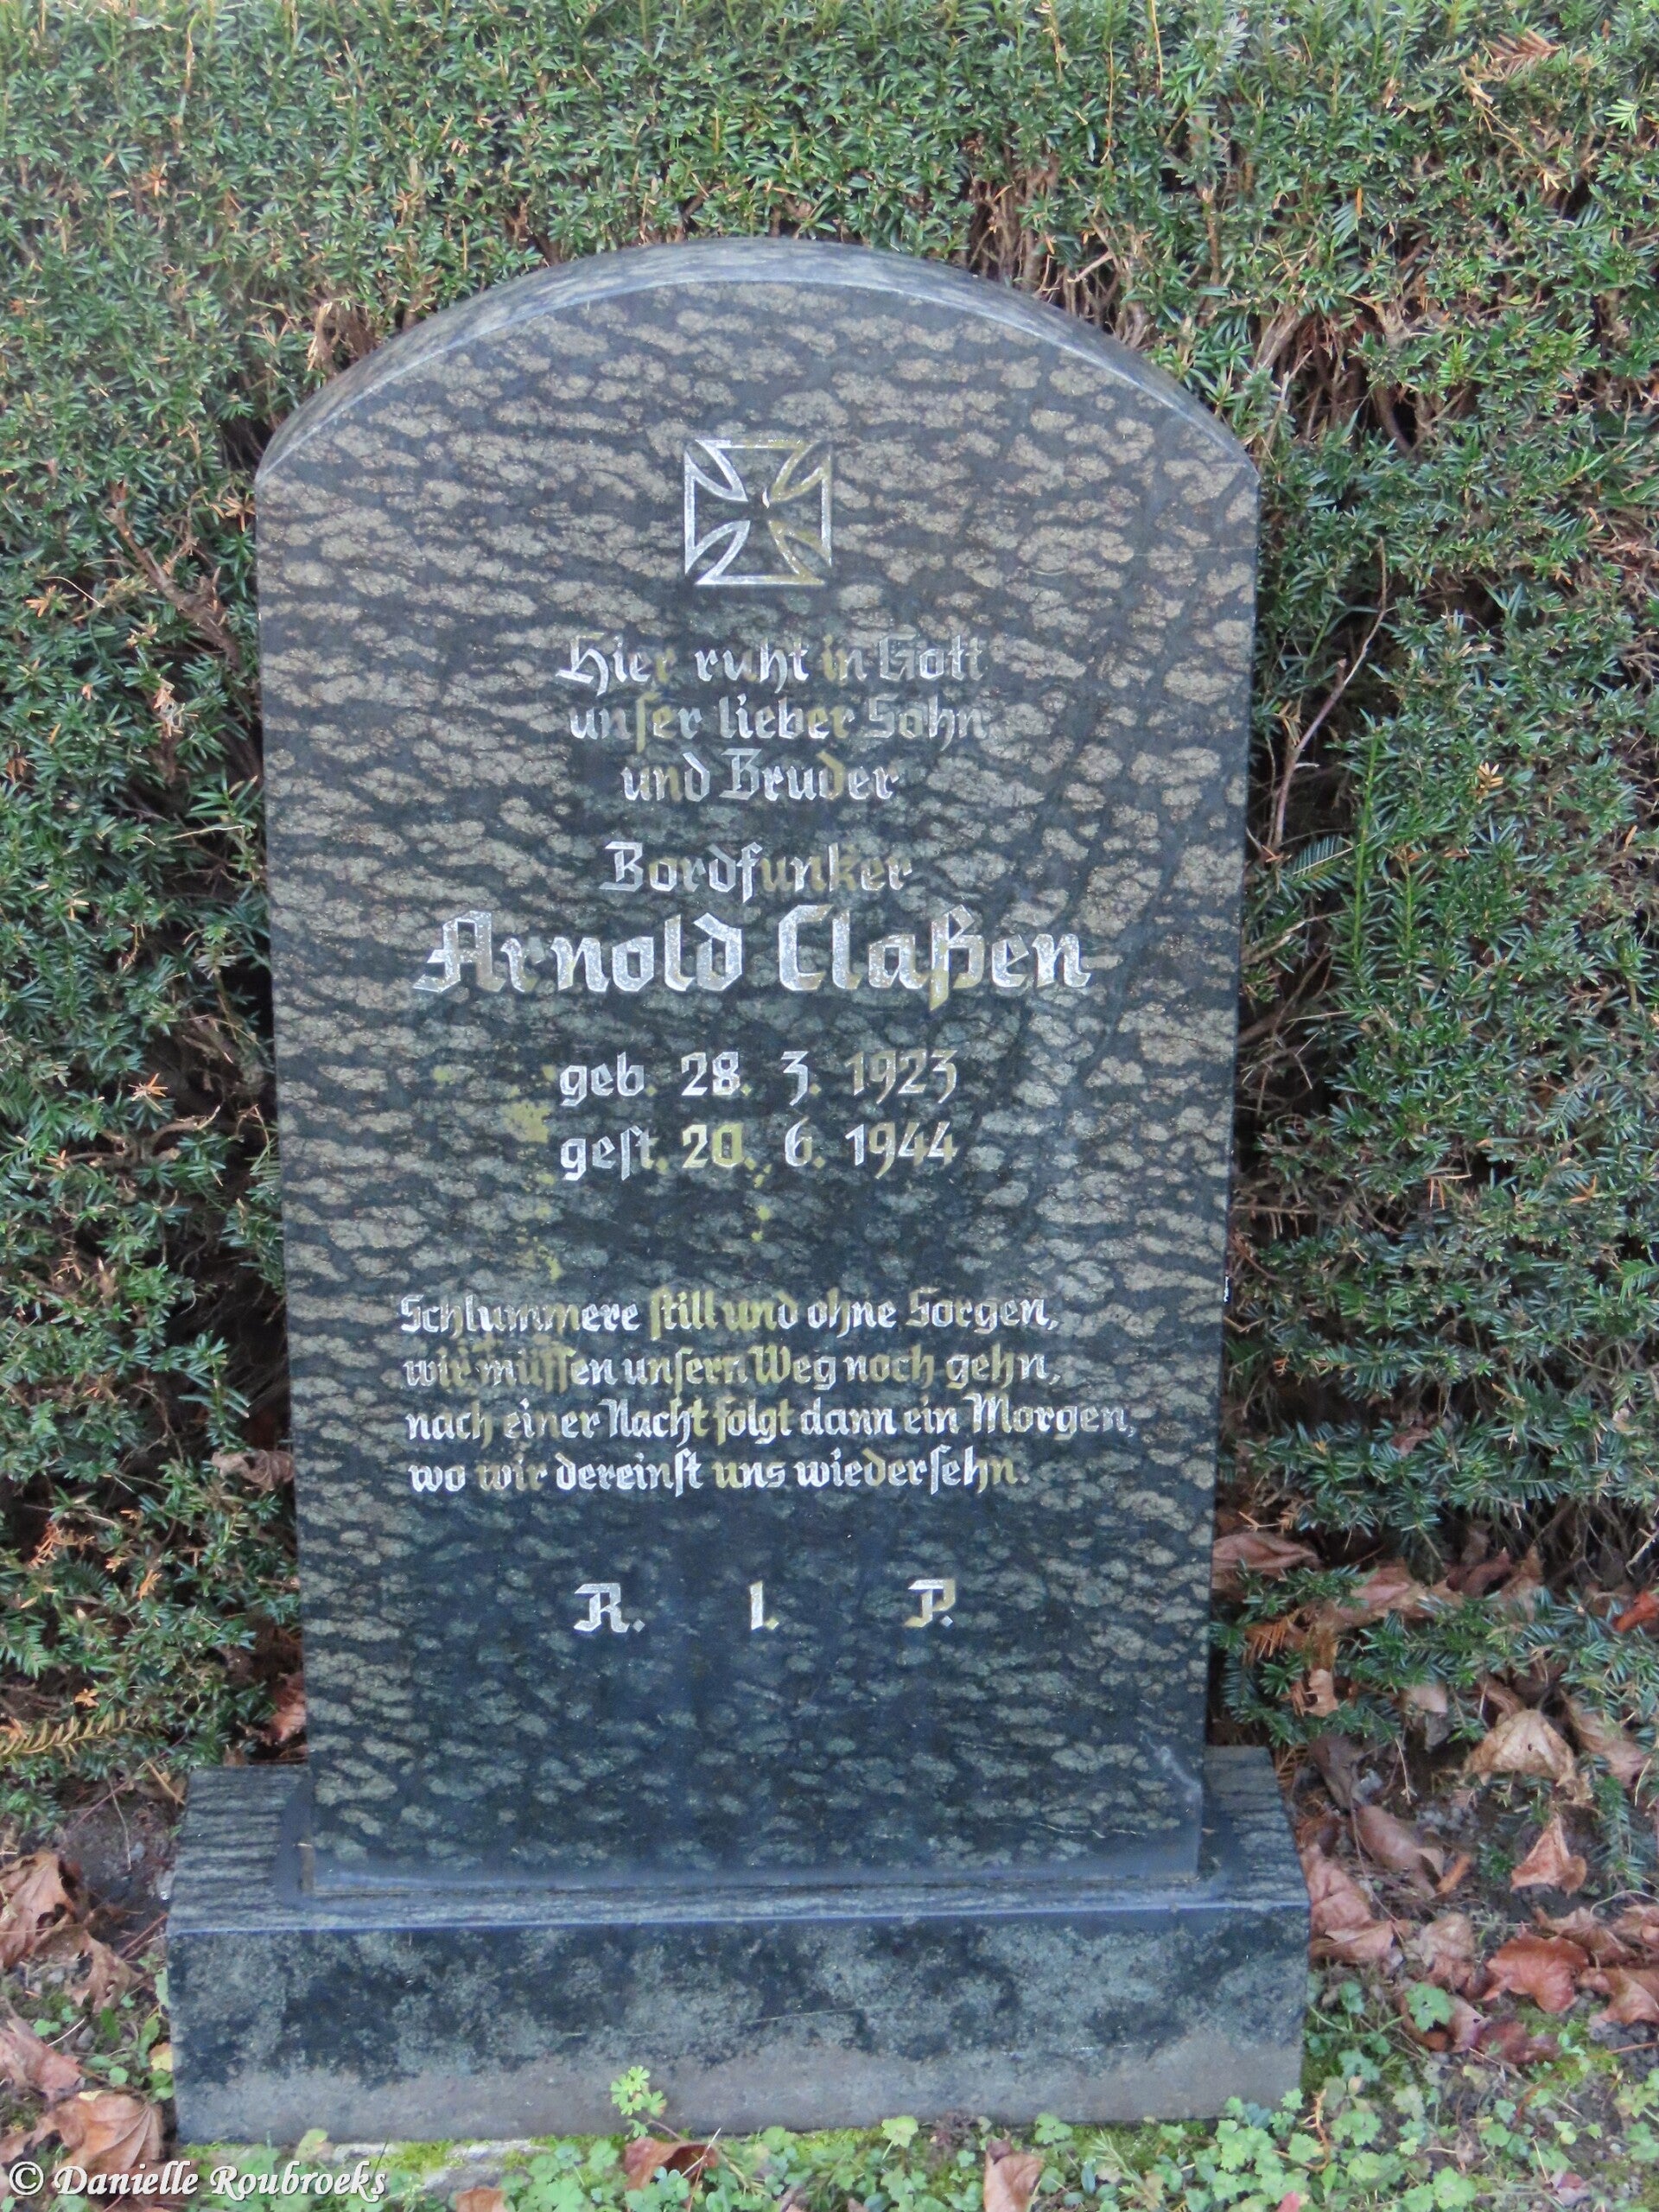 Hier ruht in Gott
unser lieber Sohn
und Bruder
Bordfunker
Arnold Claßen
geb. 28. 3. 1923
gest. 20. 6. 1944
Schlummere still und ohne Sorgen,
wir müssen unsern Weg noch gehn,
nach einer Nacht folgt dann ein Morgen,
wo wir dereinst uns wiedersehn.
R. I. P.
© Danielle Roubroeks